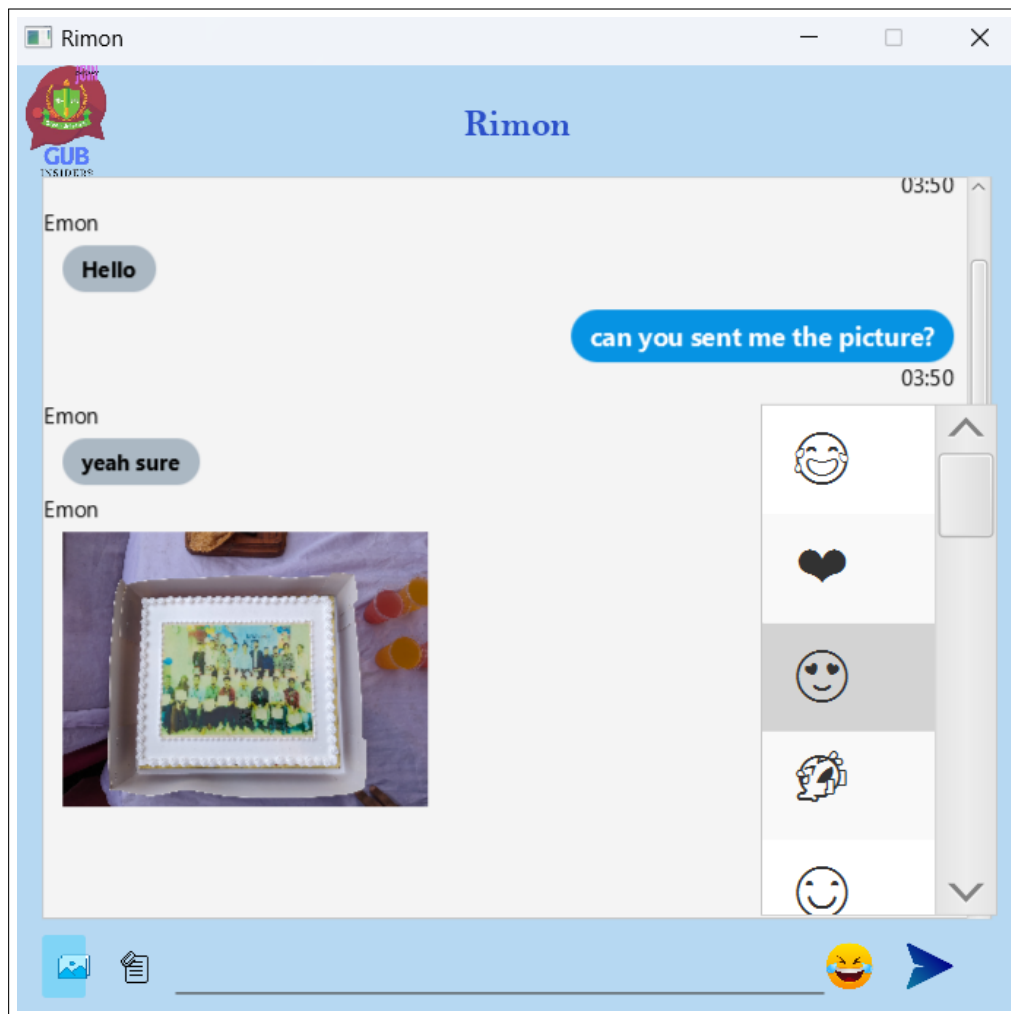 Rimon
GUB
INSIDERS
Rimon
03:50
Emon
Hello
can you sent me the picture?
03:50
Emon
yeah sure
Emon